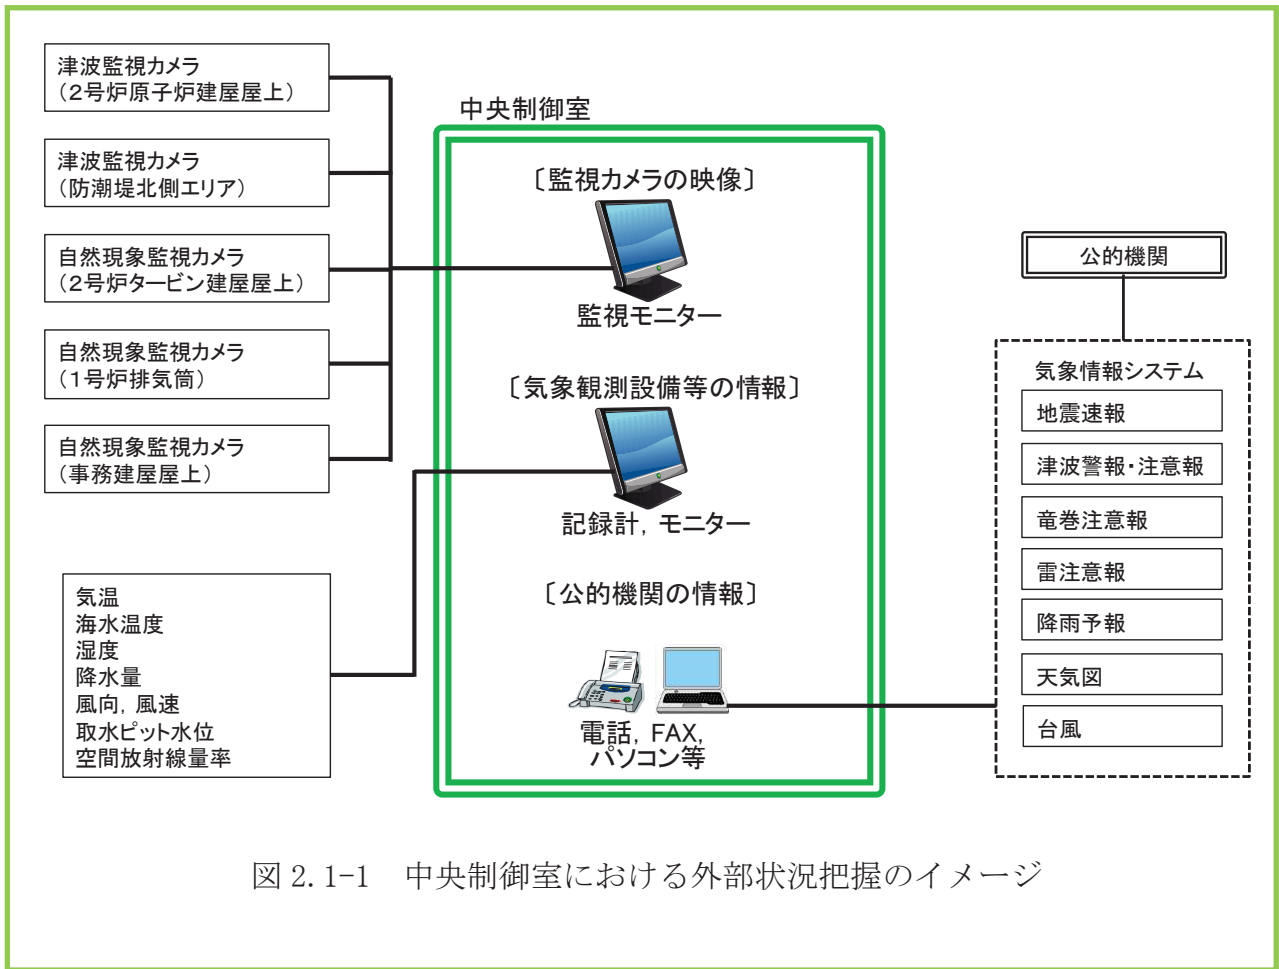 津波監視カメラ
（２号炉原子炉建屋屋上）
津波監視カメラ
（防潮堤北側エリア）
自然現象監視カメラ
（２号炉タービン建屋屋上）
自然現象監視カメラ
（１号炉排気筒）
自然現象監視カメラ
（事務建屋屋上）
気温
海水温度
湿度
降水量
風向，風速
取水ピット水位
空間放射線量率
中央制御室
〔監視カメラの映像〕
監視モニター
〔気象観測設備等の情報〕
記録計，モニター
〔公的機関の情報〕
電話，FAX，
パソコン等
公的機関
気象情報システム
地震速報
津波警報・注意報
竜巻注意報
雷注意報
降雨予報
天気図
台風
図 2.1-1　中央制御室における外部状況把握のイメージ